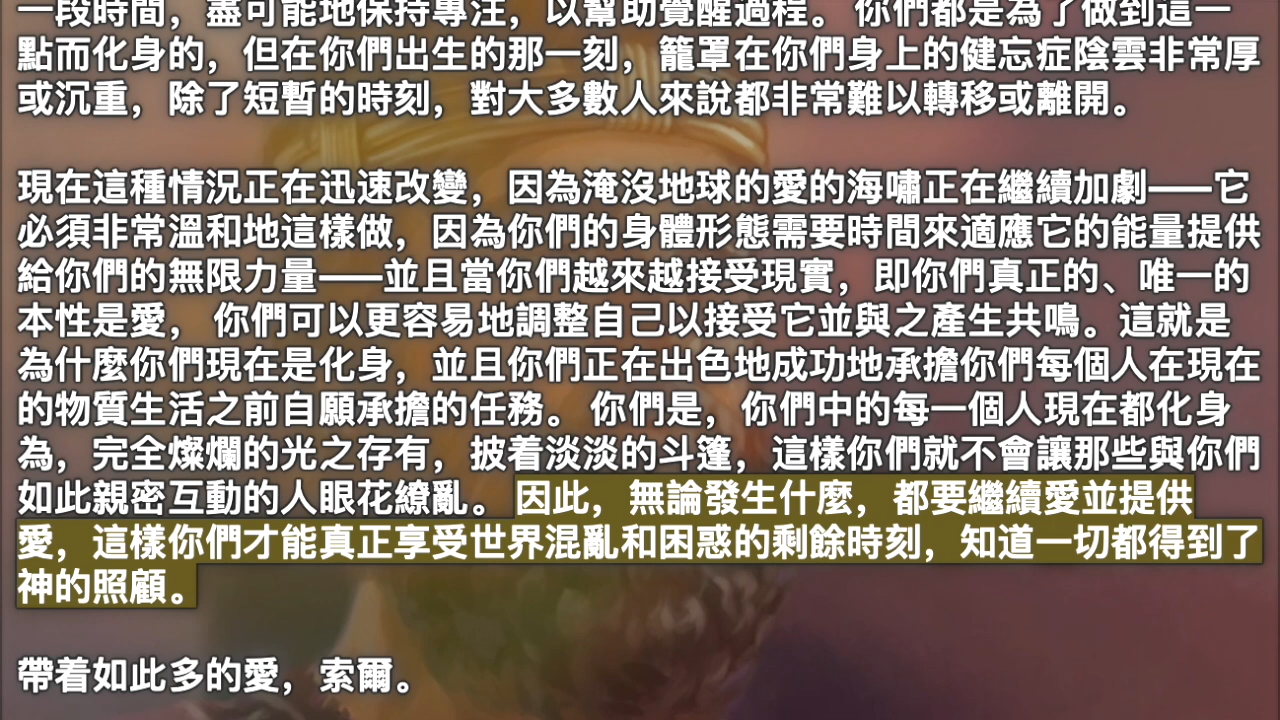 一段時間，盡可能地保持專注，以幫助覺醒過程。 你們都是為了做到這一
點而化身的，但在你們出生的那一刻，籠罩在你們身上的健忘症陰雲非常厚
或沉重，除了短暫的時刻，對大多數人來說都非常難以轉移或離開。
現在這種情況正在迅速改變，因為淹沒地球的愛的海嘯正在繼續加劇——它
必須非常溫和地這樣做，因為你們的身體形態需要時間來適應它的能量提供
給你們的無限力量——並且當你們越來越接受現實，即你們真正的、唯一的
本性是愛， 你們可以更容易地調整自己以接受它並與之產生共鳴。這就是
為什麼你們現在是化身，並且你們正在出色地成功地承擔你們每個人在現在
的物質生活之前自願承擔的任務。 你們是，你們中的每一個人現在都化身
為，完全燦爛的光之存有，披着淡淡的斗篷，這樣你們就不會讓那些與你們
如此親密互動的人眼花繚亂。 因此，無論發生什麼，都要繼續愛並提供
愛，這樣你們才能真正享受世界混亂和困惑的剩餘時刻，知道一切都得到了
神的照顧。
帶着如此多的愛，索爾。